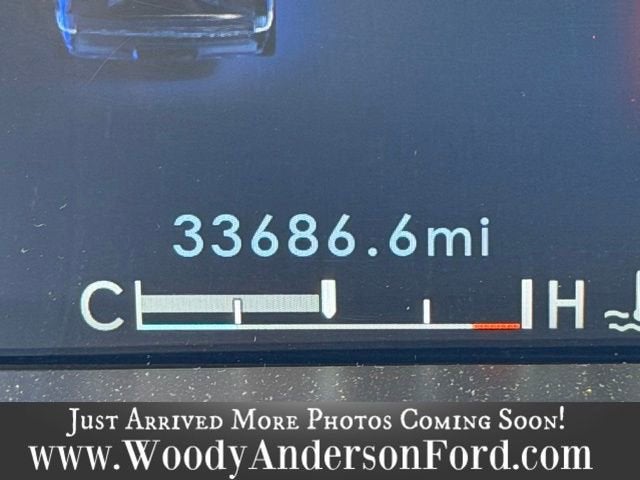 33686.6mi
C H
Just Arrived More Photos Coming Soon!
www.WoodyAndersonFord.com